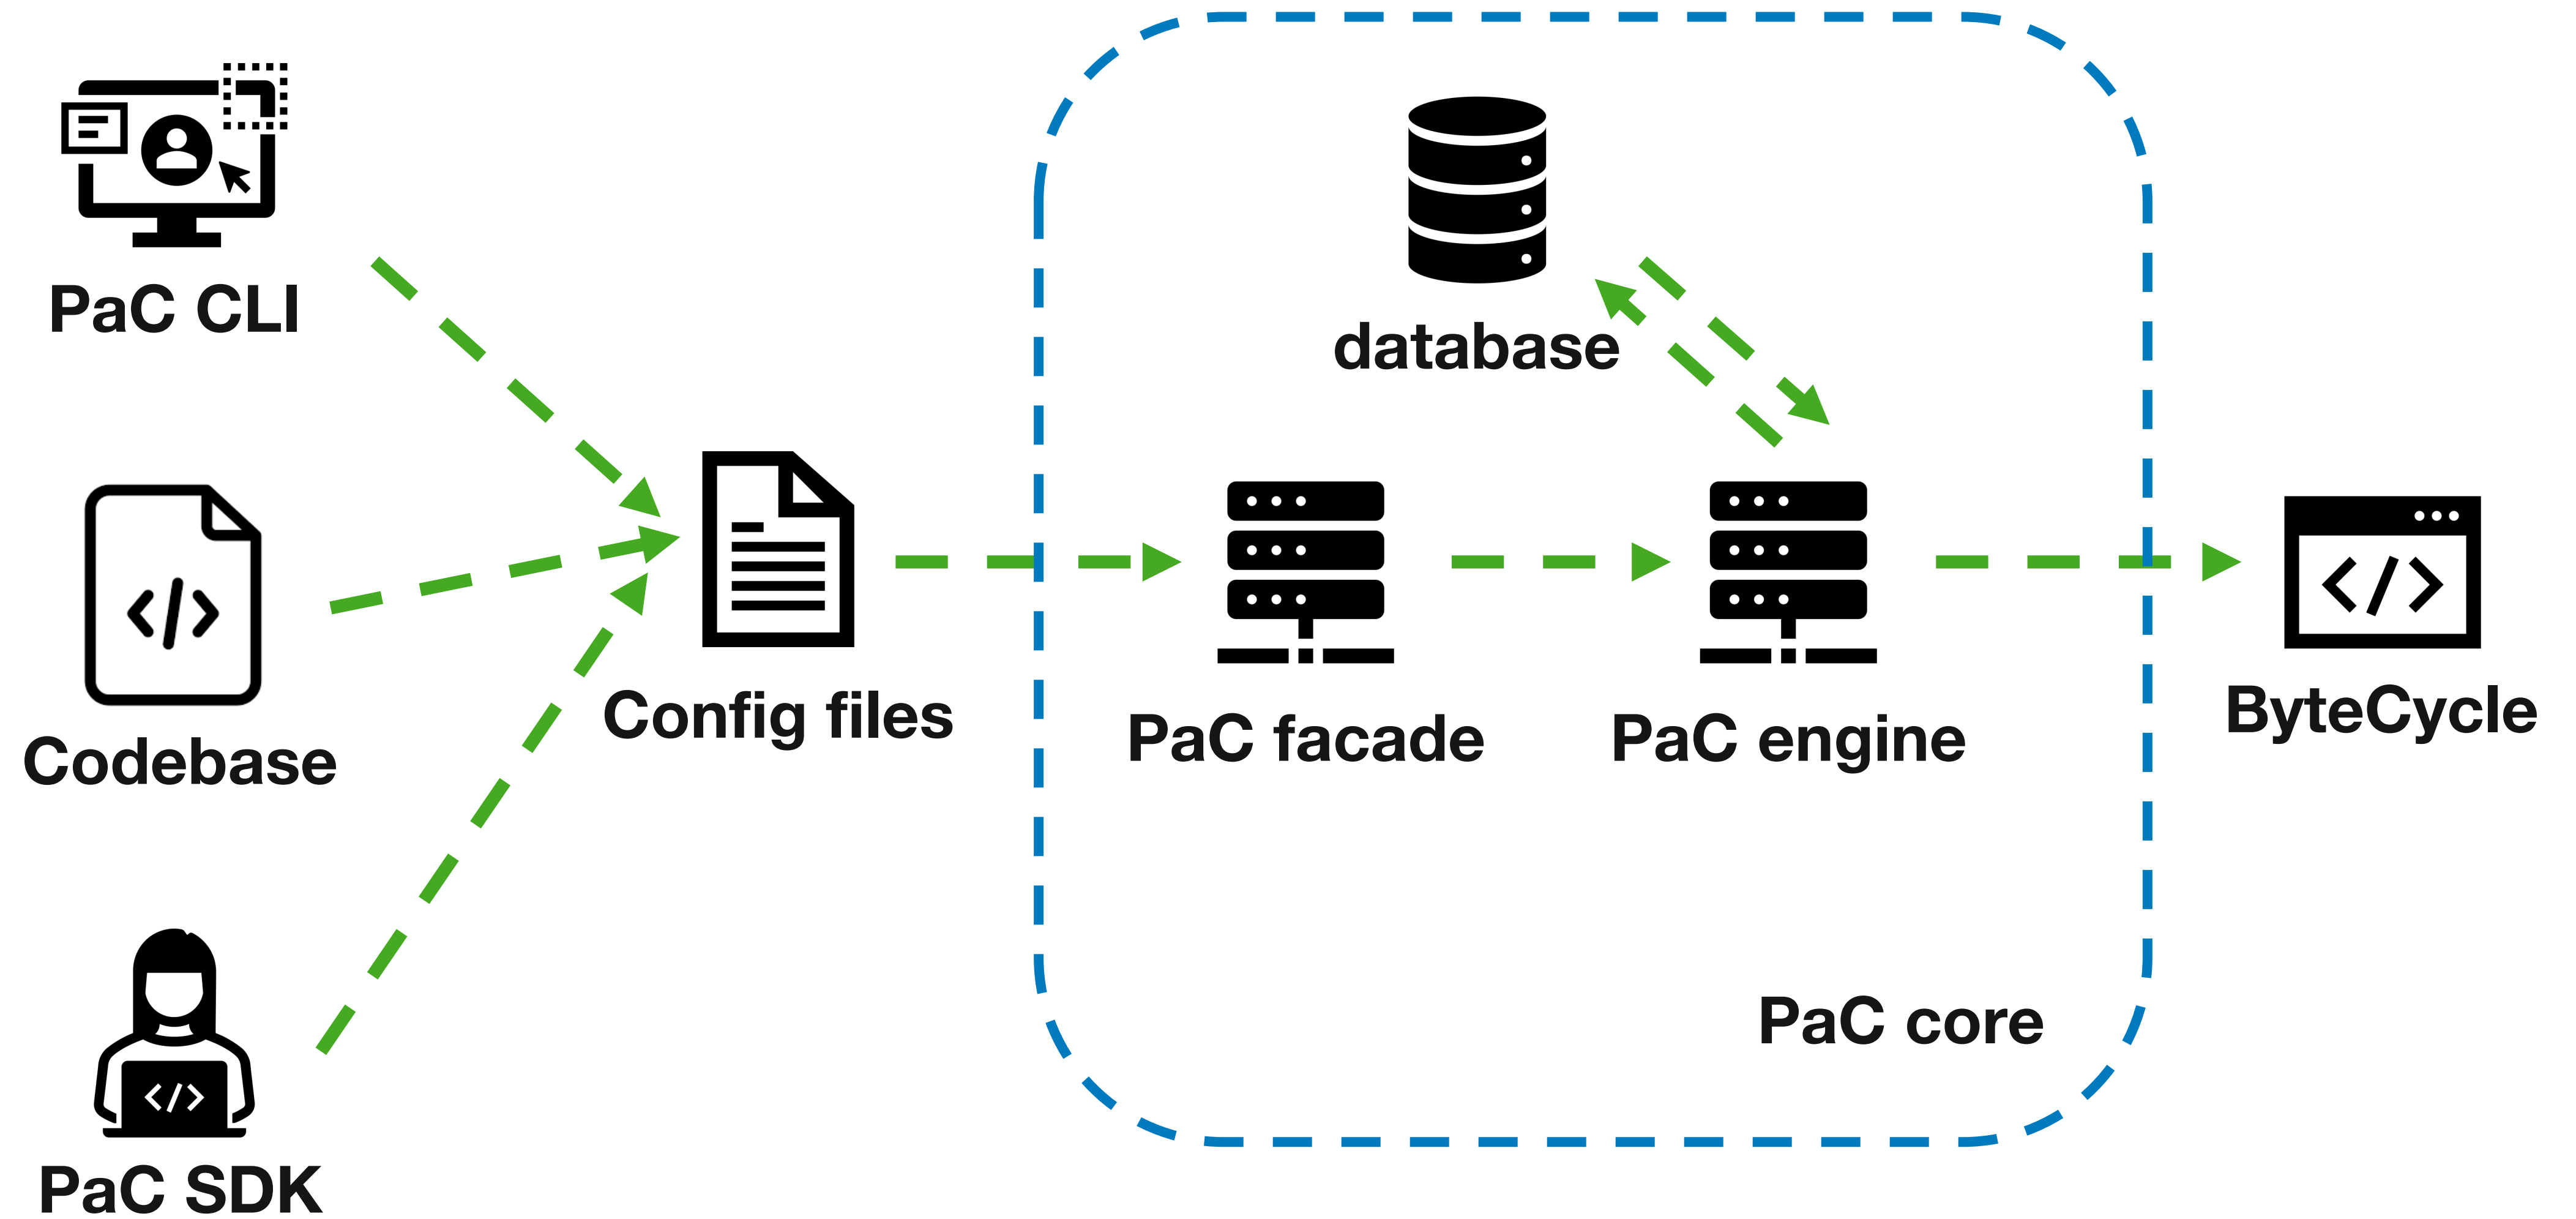 PaC CLI
Codebase
PaC SDK
Config files
database
PaC facade
PaC engine
PaC core
ByteCycle